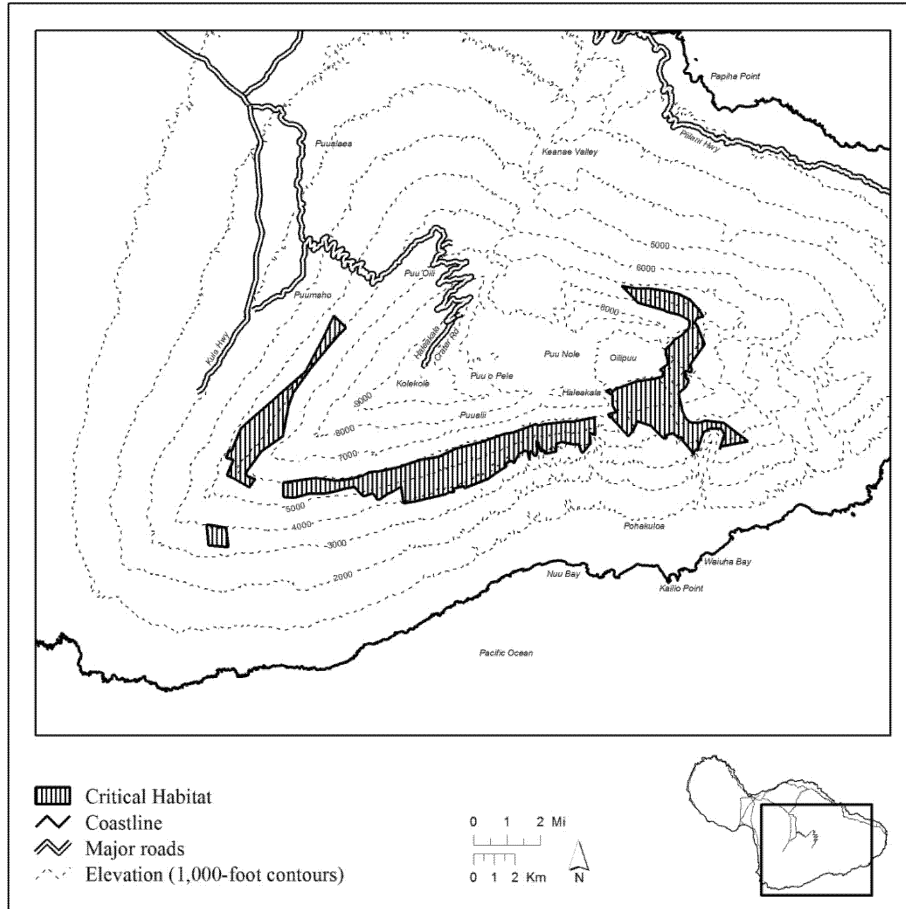 Papiha Point
Puualaea
Keanae Valley
Piilani Hwy
5000
6000
Puu Oili
Puumaho
8000
Kula Hwy
Haleakala
Crater Rd
Puu Nole
Oilipuu
Kolekole
Puu o Pele
Haleakala
9000
Puualii
8000
7000
5000
4000
3000
2000
Pohakuloa
Waiuha Bay
Nuu Bay
Kailio Point
Pacific Ocean
Critical Habitat
Coastline
Major roads
Elevation (1,000-foot contours)
0 1 2 Mi
0 1 2 Km
N